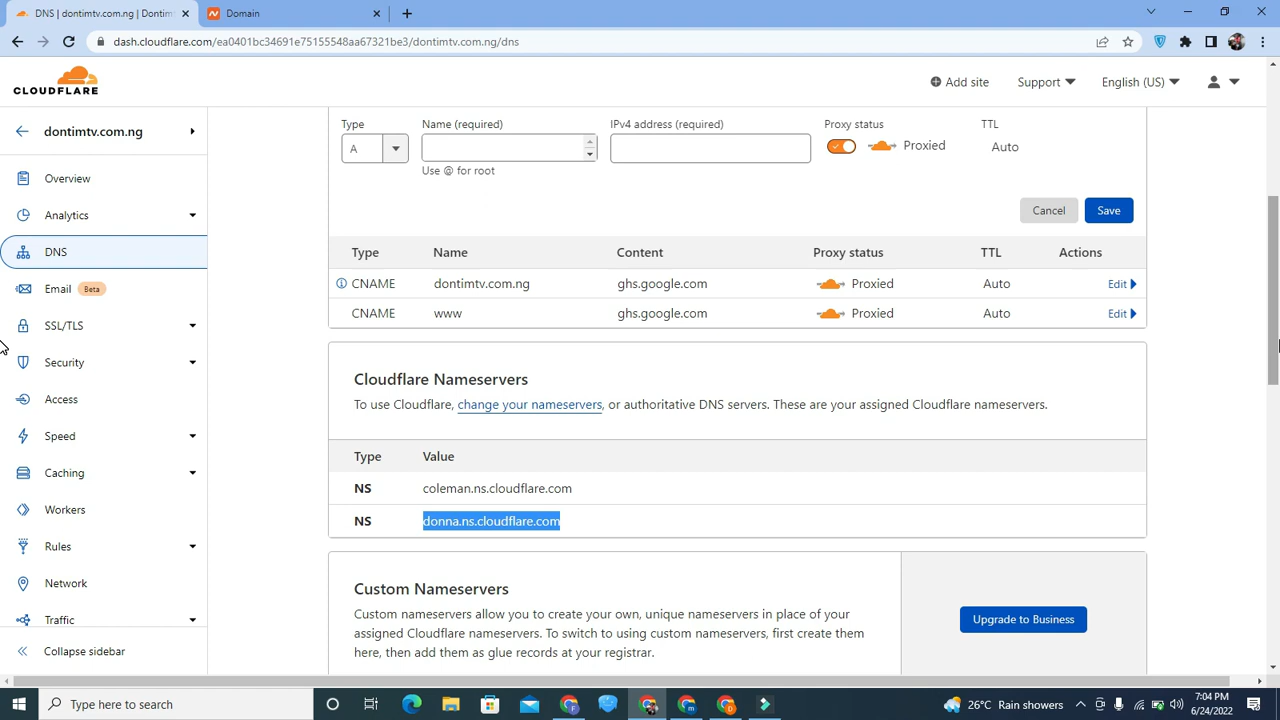 DNS | dontimtv.com.ng | Dontim
Domain
dash.cloudflare.com/ea0401bc34691e75155548aa67321be3/dontimtv.com.ng/dns
CLOUDFLARE
Add site
Support
English (US)
dontimtv.com.ng
Overview
Analytics
DNS
Email Beta
SSL/TLS
Security
Access
Speed
Caching
Workers
Rules
Network
Traffic
Collapse sidebar
Type
Name (required)
IPv4 address (required)
Proxy status
TTL
A
Proxied
Auto
Use @ for root
Cancel
Save
Type Name Content Proxy status TTL Actions
CNAME dontimtv.com.ng ghs.google.com Proxied Auto Edit
CNAME www ghs.google.com Proxied Auto Edit
Cloudflare Nameservers
To use Cloudflare, change your nameservers, or authoritative DNS servers. These are your assigned Cloudflare nameservers.
Type Value
NS coleman.ns.cloudflare.com
NS donna.ns.cloudflare.com
Custom Nameservers
Custom nameservers allow you to create your own, unique nameservers in place of your
assigned Cloudflare nameservers. To switch to using custom nameservers, first create them
here, then add them as glue records at your registrar.
Upgrade to Business
Type here to search
26°C Rain showers
7:04 PM
6/24/2022